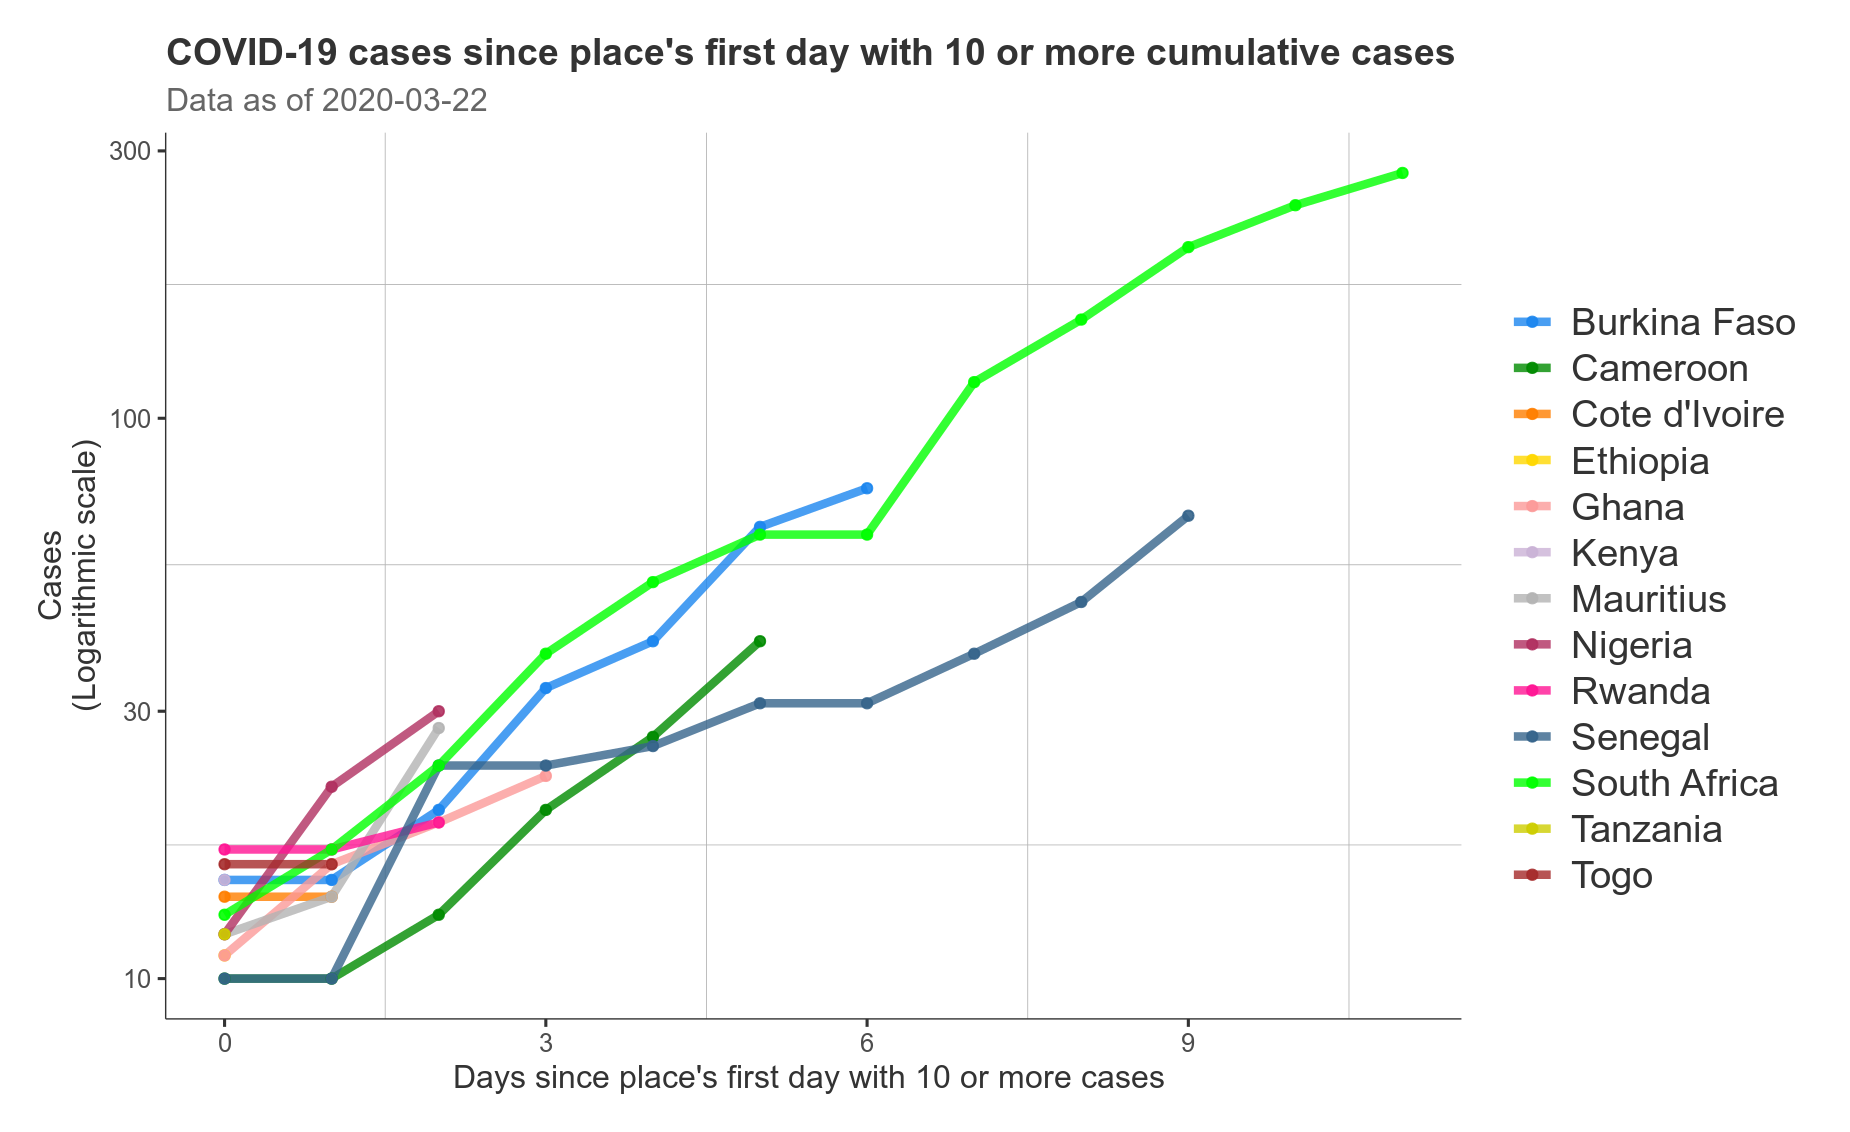 COVID-19 cases since place's first day with 10 or more cumulative cases
Data as of 2020-03-22
300
100
30
10
Cases
(Logarithmic scale)
0 3 6 9
Days since place's first day with 10 or more cases
Burkina Faso
Cameroon
Cote d'Ivoire
Ethiopia
Ghana
Kenya
Mauritius
Nigeria
Rwanda
Senegal
South Africa
Tanzania
Togo